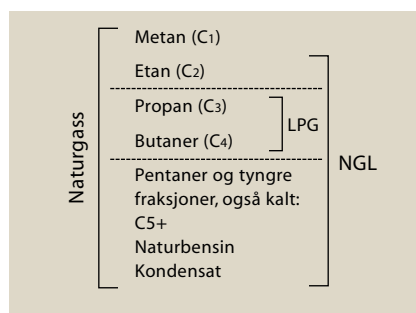 Naturgass
Metan (C1)
Etan (C2)
Propan (C3)
Butaner (C4)
LPG
Pentaner og tyngre
fraksjoner, også kalt:
C5+
Naturbensin
Kondensat
NGL